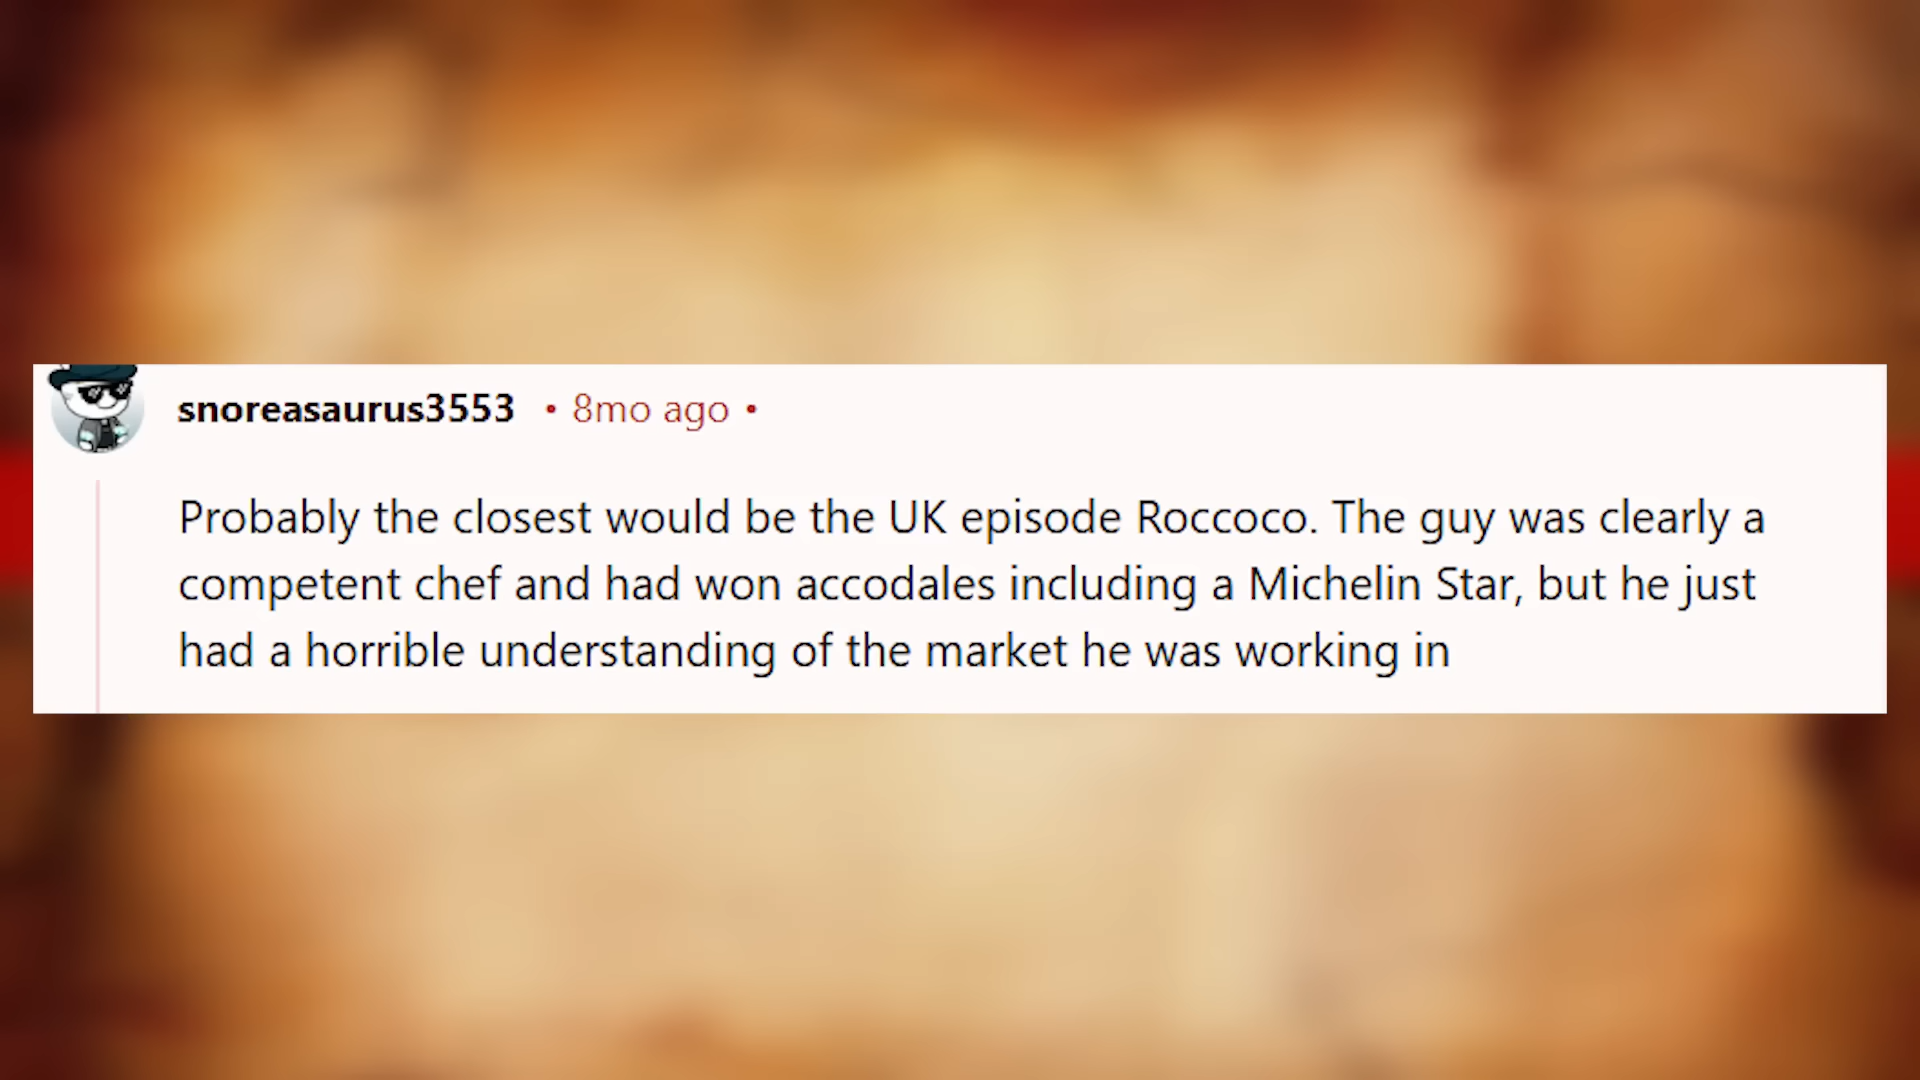 snoreasaurus3553 • 8mo ago •
Probably the closest would be the UK episode Roccoco. The guy was clearly a
competent chef and had won accodales including a Michelin Star, but he just
had a horrible understanding of the market he was working in